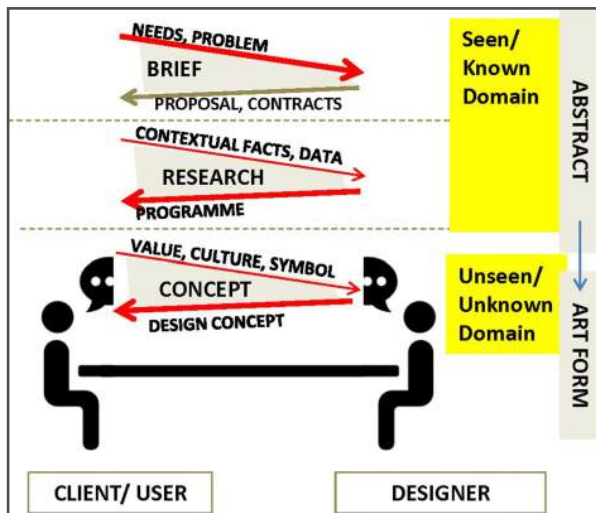 NEEDS, PROBLEM
BRIEF
PROPOSAL, CONTRACTS
CONTEXTUAL FACTS, DATA
RESEARCH
PROGRAMME
VALUE, CULTURE, SYMBOL
CONCEPT
DESIGN CONCEPT
Seen/
Known
Domain
Unseen/
Unknown
Domain
ABSTRACT
ART FORM
CLIENT/ USER
DESIGNER